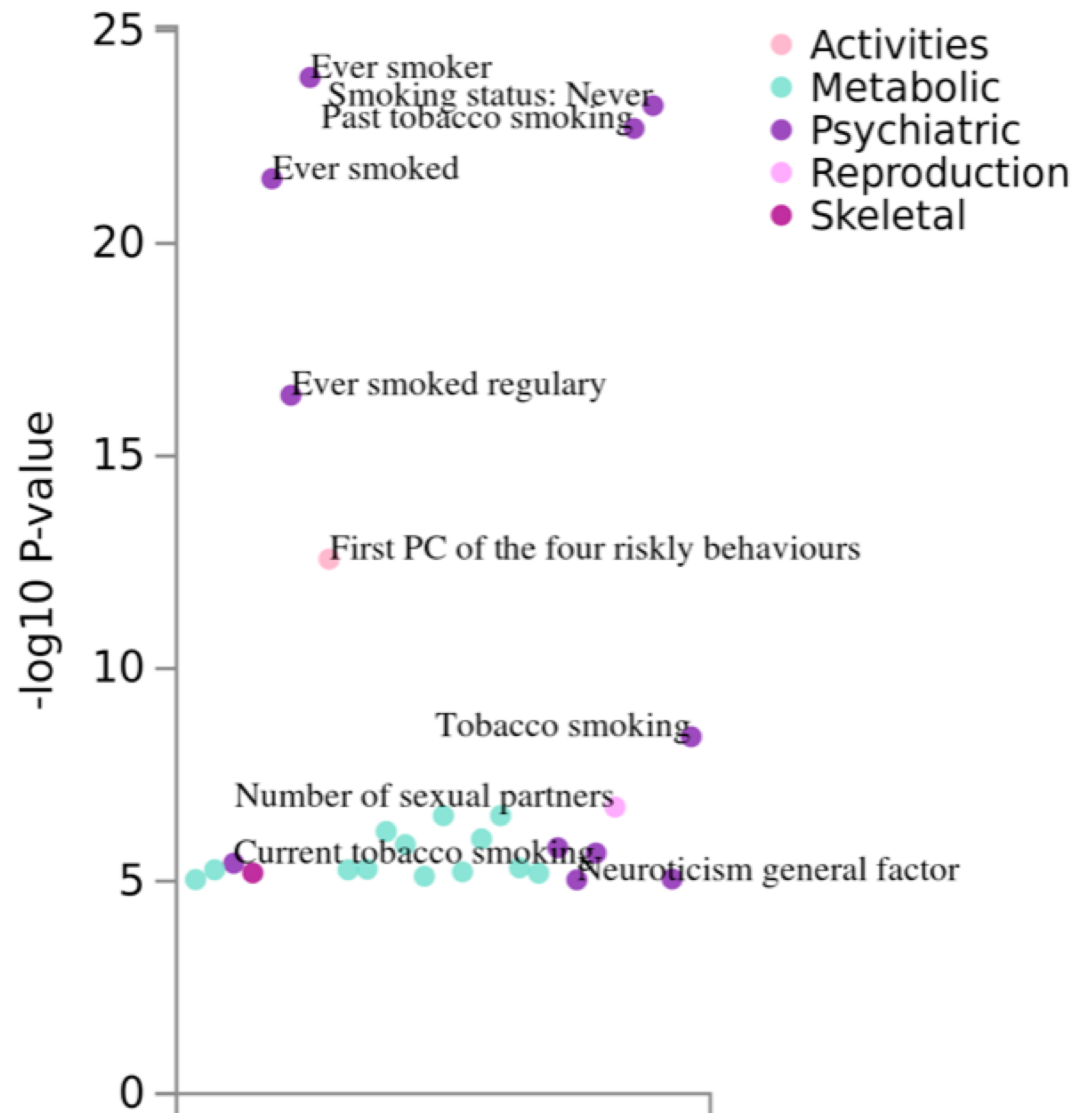 25
Ever smoker
Smoking status: Never
Past tobacco smoking
Ever smoked
20
Ever smoked regulary
15
First PC of the four riskly behaviours
10
Tobacco smoking
Number of sexual partners
Current tobacco smoking
Neuroticism general factor
5
0
-log10 P-value
Activities
Metabolic
Psychiatric
Reproduction
Skeletal